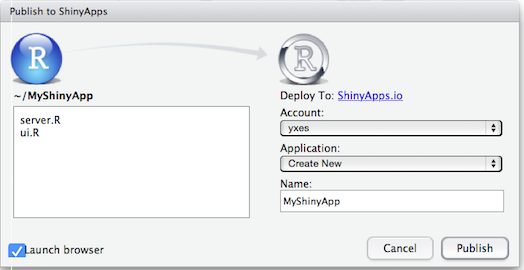 Publish to ShinyApps
R
R
~/MyShinyApp
server.R
ui.R
Deploy To: ShinyApps.io
Account:
yxes
Application:
Create New
Name:
MyShinyApp
Launch browser
Cancel
Publish